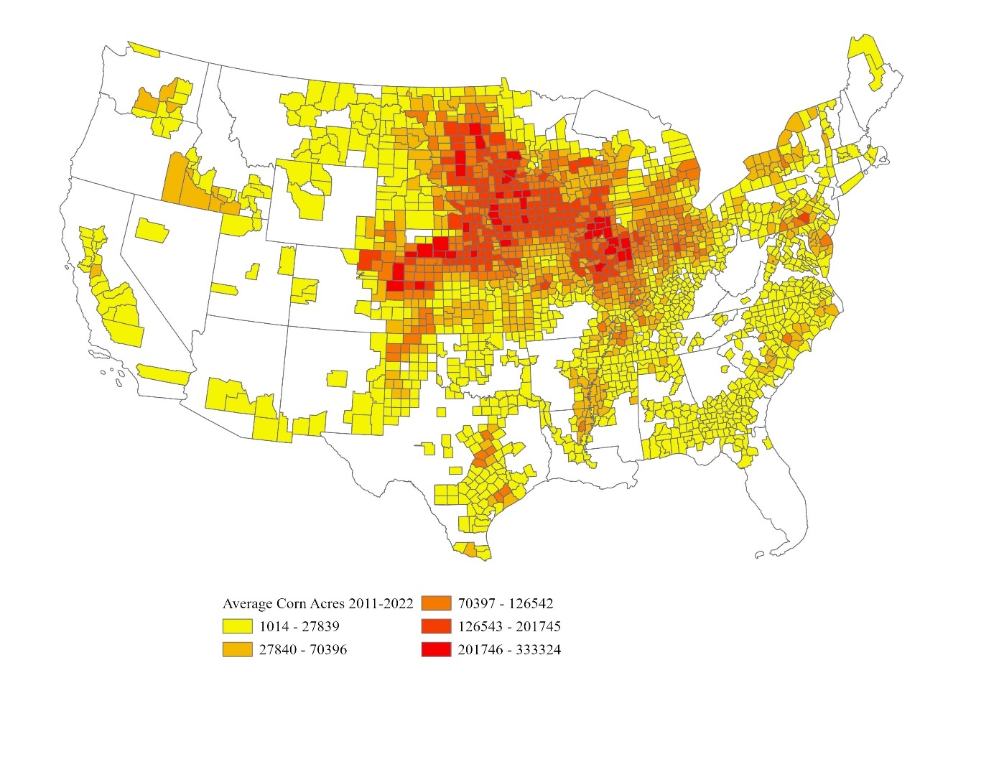 Average Corn Acres 2011-2022
1014 - 27839
27840 - 70396
70397 - 126542
126543 - 201745
201746 - 333324